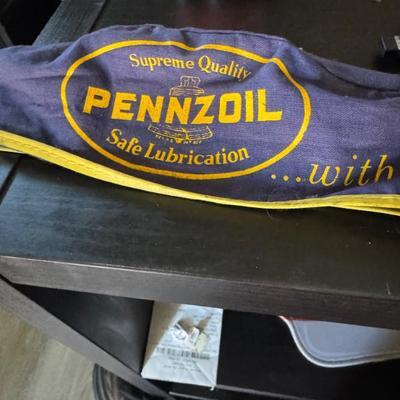 Supreme Quality
PENNZOIL
Safe Lubrication
...with